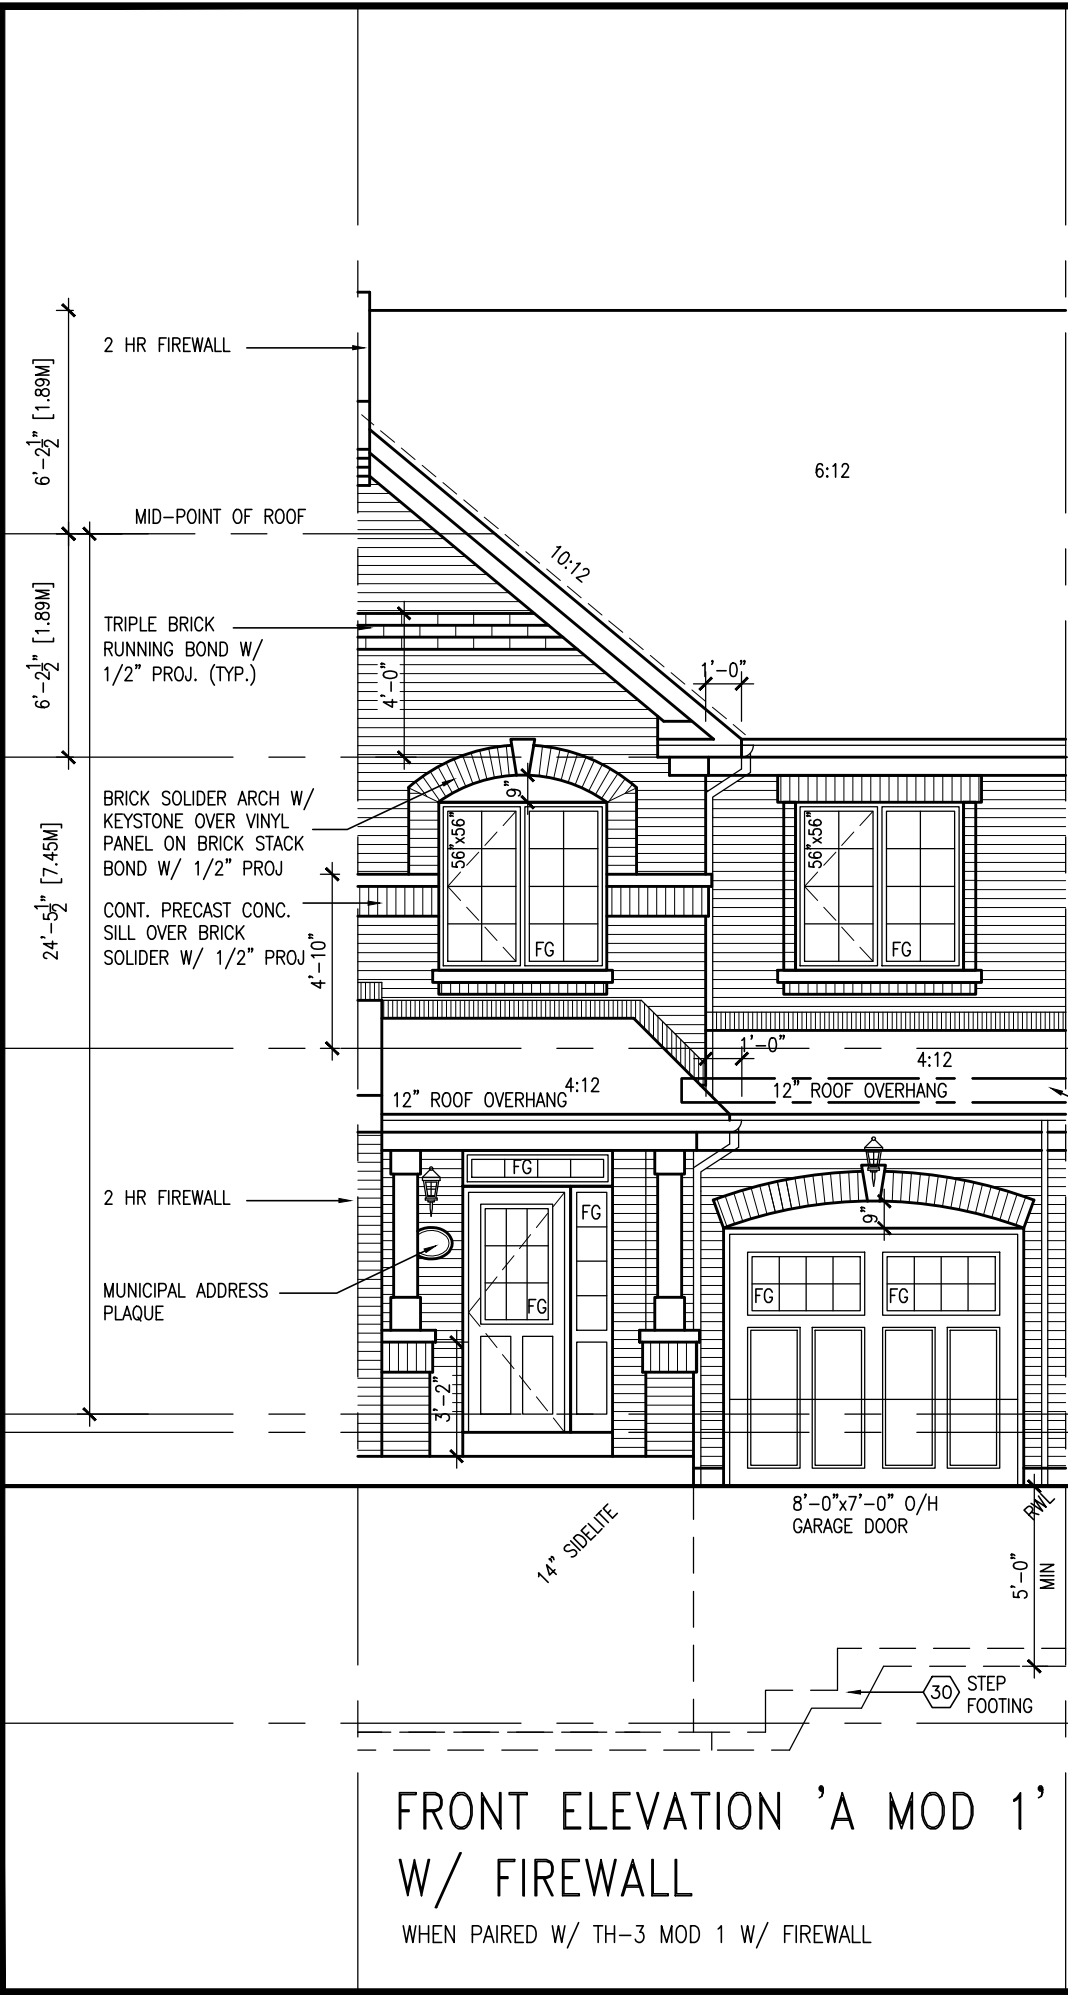 2 HR FIREWALL
6'-2½" [1.89M]
6:12
MID-POINT OF ROOF
10:12
6'-2½" [1.89M]
TRIPLE BRICK
RUNNING BOND W/
1/2" PROJ. (TYP.)
4'-0"
1'-0"
BRICK SOLIDER ARCH W/
KEYSTONE OVER VINYL
PANEL ON BRICK STACK
BOND W/ 1/2" PROJ
9"
56"x56"
56"x56"
24'-5½" [7.45M]
CONT. PRECAST CONC.
SILL OVER BRICK
SOLIDER W/ 1/2" PROJ
4'-10"
FG
FG
1'-0"
4:12
4:12
12" ROOF OVERHANG
12" ROOF OVERHANG
FG
2 HR FIREWALL
FG
9"
MUNICIPAL ADDRESS
PLAQUE
FG
FG
FG
3'-2"
8'-0"x7'-0" O/H
GARAGE DOOR
RWL
14" SIDELITE
5'-0"
MIN
30
STEP
FOOTING
FRONT ELEVATION 'A MOD 1'
W/ FIREWALL
WHEN PAIRED W/ TH-3 MOD 1 W/ FIREWALL